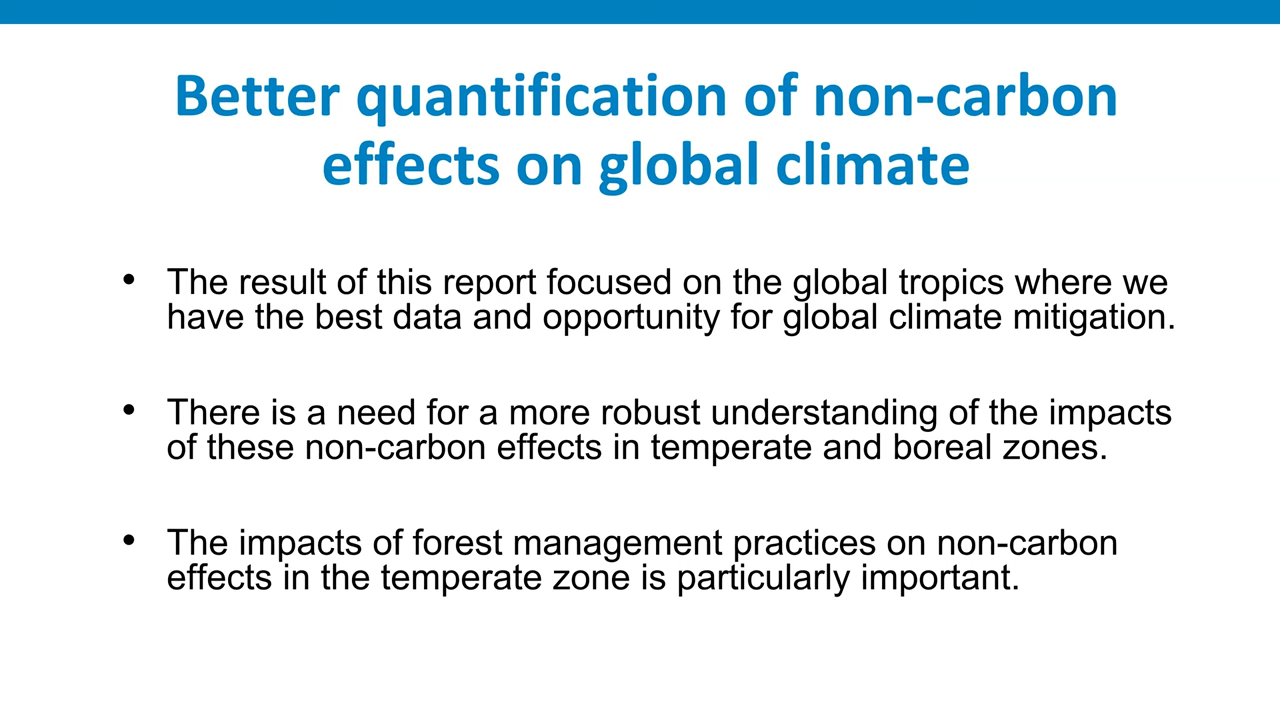 Better quantification of non-carbon
effects on global climate
• The result of this report focused on the global tropics where we
have the best data and opportunity for global climate mitigation.
• There is a need for a more robust understanding of the impacts
of these non-carbon effects in temperate and boreal zones.
• The impacts of forest management practices on non-carbon
effects in the temperate zone is particularly important.